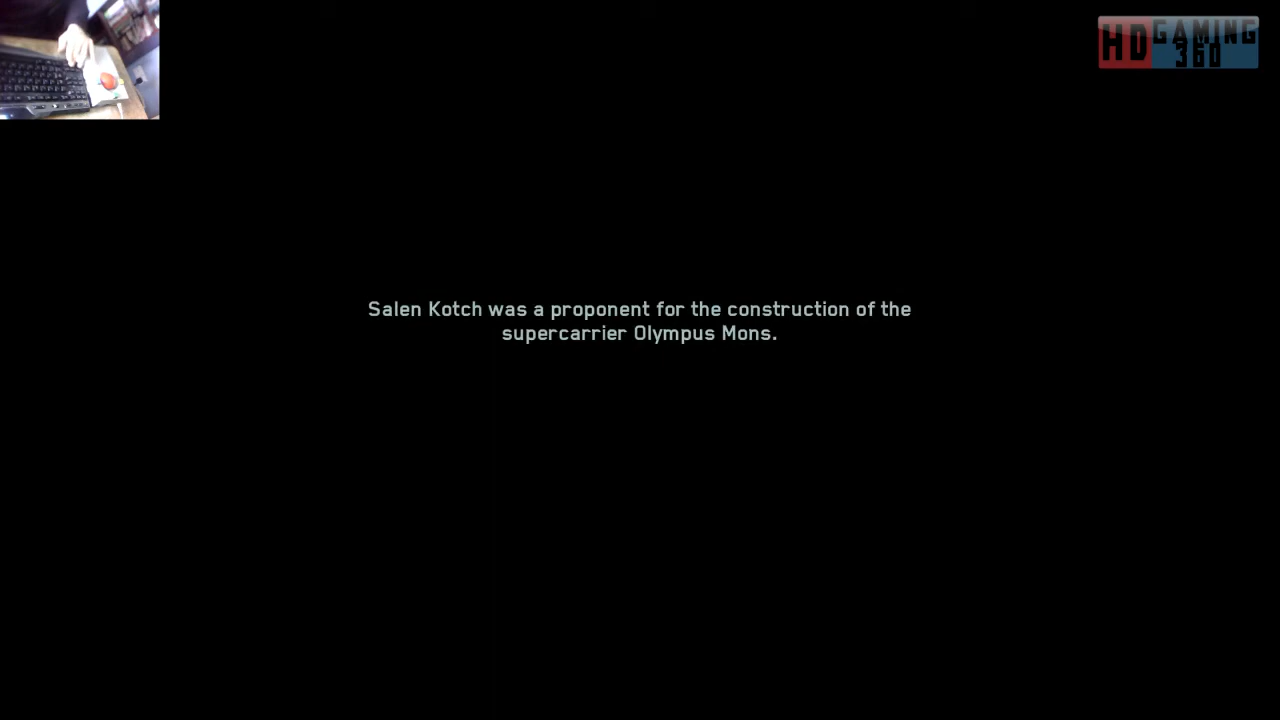 HD GAMING
360
Salen Kotch was a proponent for the construction of the
supercarrier Olympus Mons.